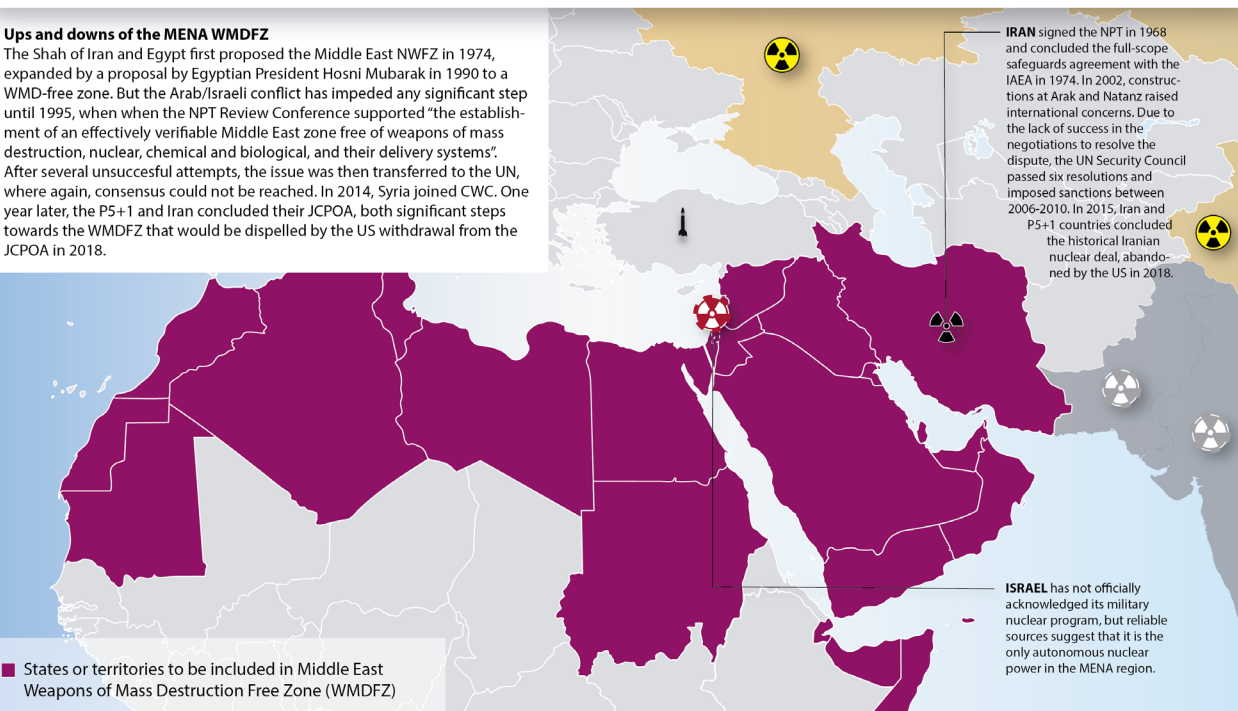 Ups and downs of the MENA WMDFZ
The Shah of Iran and Egypt first proposed the Middle East NWFZ in 1974,
expanded by a proposal by Egyptian President Hosni Mubarak in 1990 to a
WMD-free zone. But the Arab/Israeli conflict has impeded any significant step
until 1995, when when the NPT Review Conference supported “the establish-
ment of an effectively verifiable Middle East zone free of weapons of mass
destruction, nuclear, chemical and biological, and their delivery systems”.
After several unsuccesful attempts, the issue was then transferred to the UN,
where again, consensus could not be reached. In 2014, Syria joined CWC. One
year later, the P5+1 and Iran concluded their JCPOA, both significant steps
towards the WMDFZ that would be dispelled by the US withdrawal from the
JCPOA in 2018.
IRAN signed the NPT in 1968
and concluded the full-scope
safeguards agreement with the
IAEA in 1974. In 2002, construc-
tions at Arak and Natanz raised
international concerns. Due to
the lack of success in the
negotiations to resolve the
dispute, the UN Security Council
passed six resolutions and
imposed sanctions between
2006-2010. In 2015, Iran and
P5+1 countries concluded
the historical Iranian
nuclear deal, abando-
ned by the US in 2018.
ISRAEL has not officially
acknowledged its military
nuclear program, but reliable
sources suggest that it is the
only autonomous nuclear
power in the MENA region.
States or territories to be included in Middle East
Weapons of Mass Destruction Free Zone (WMDFZ)